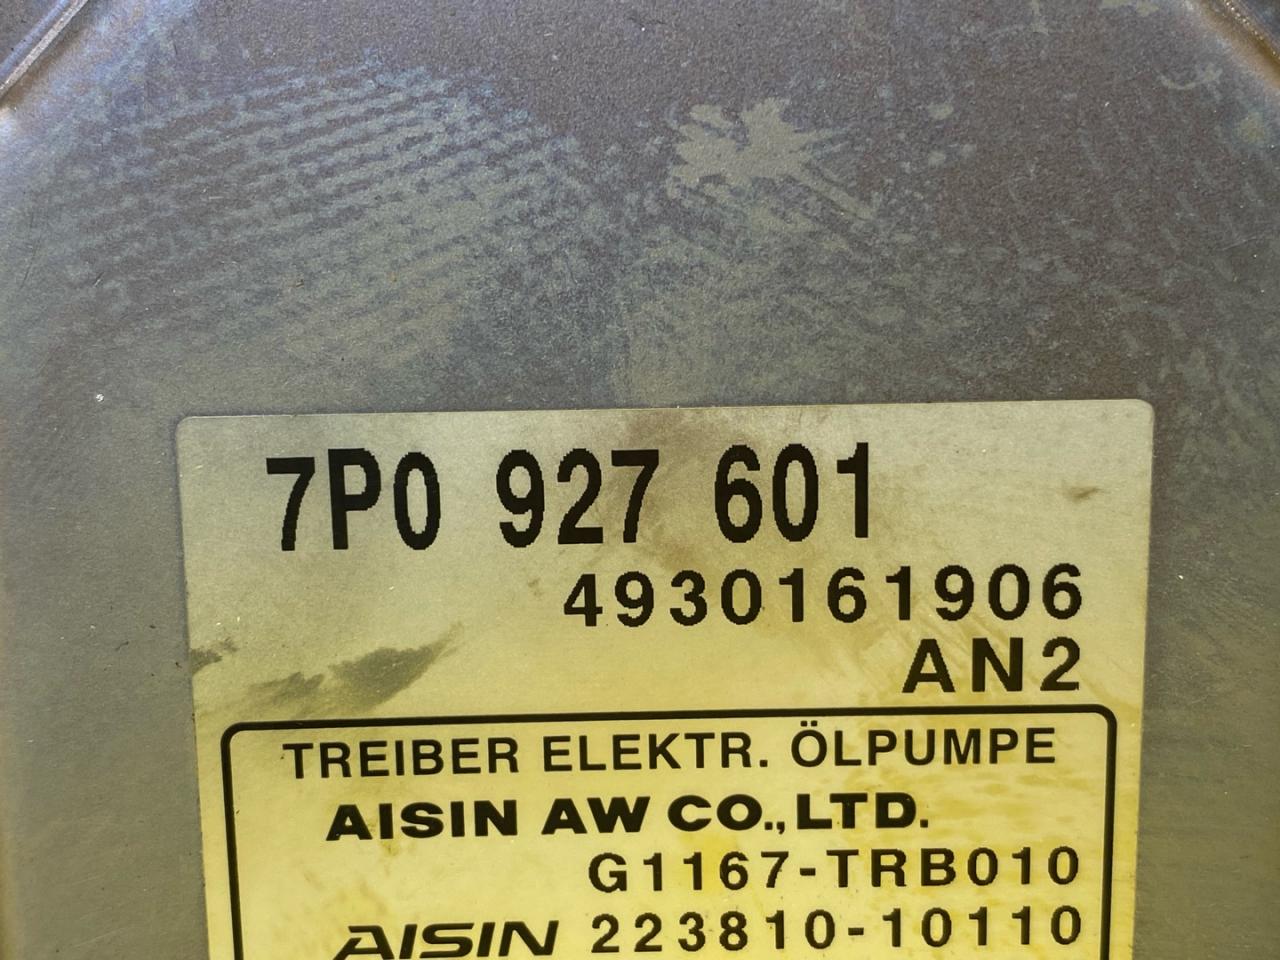 7P0 927 601
4930161906
AN2
TREIBER ELEKTR. ÖLPUMPE
AISIN AW CO.,LTD.
G1167-TRB010
AISIN 223810-10110